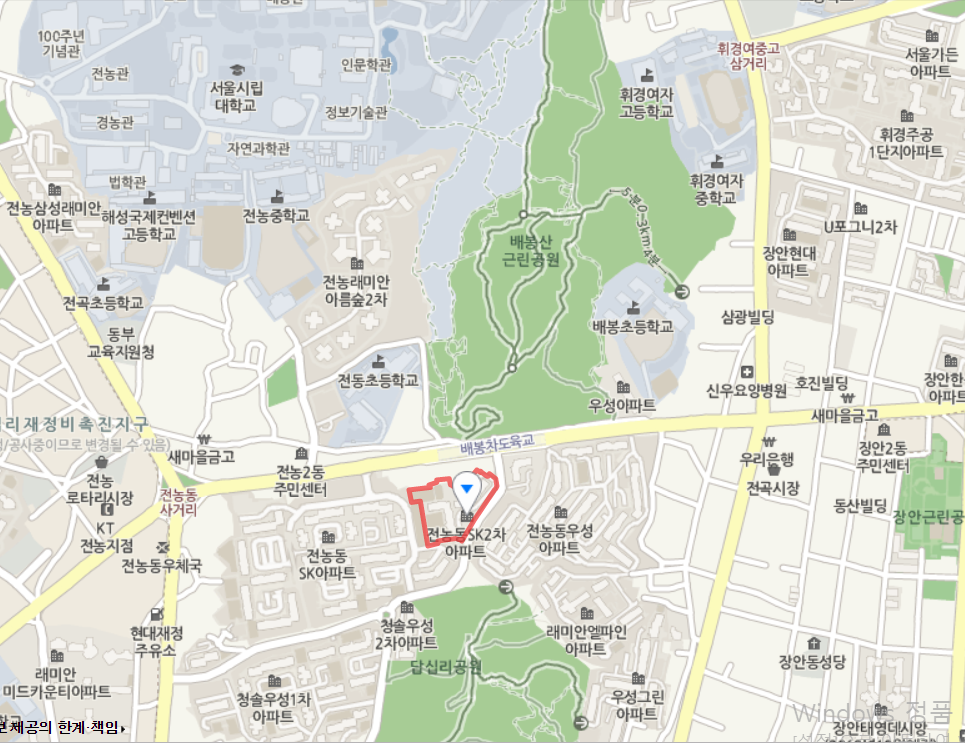 100주년
기념관
전농관
인문학관
서울시립
대학교
정보기술관
경농관
자연과학관
법학관
휘경여중고
삼거리
서울가든
아파트
휘경여자
고등학교
휘경주공
1단지아파트
휘경여자
중학교
전농삼성래미안
아파트
해성국제컨벤션
고등학교
전농중학교
U포그니2차
5분0.3km4분
배봉산
근린공원
장안현대
아파트
전농래미안
아름숲2차
전곡초등학교
동부
교육지원청
배봉초등학교
삼광빌딩
전동초등학교
신우요양병원
호진빌딩
장안한
아파트
우성아파트
새마을금고
리재정비촉진지구
/공사중이므로 변경될 수 있음)
배봉차도육교
새마을금고
전농2동
주민센터
우리은행
장안2동
주민센터
전곡시장
전농
로타리시장
전농동
사거리
동산빌딩
장안근린공
KT
전농지점
전농동SK2차
아파트
전농동우성
아파트
전농동
SK아파트
전농동우체국
현대재정
주유소
청솔우성
2차아파트
래미안엘파인
아파트
답십리공원
장안동성당
래미안
미드카운티아파트
청솔우성1차
아파트
우성그린
아파트
Windows 정품
학교
보 제공의 한계·책임
장안태영데시앙